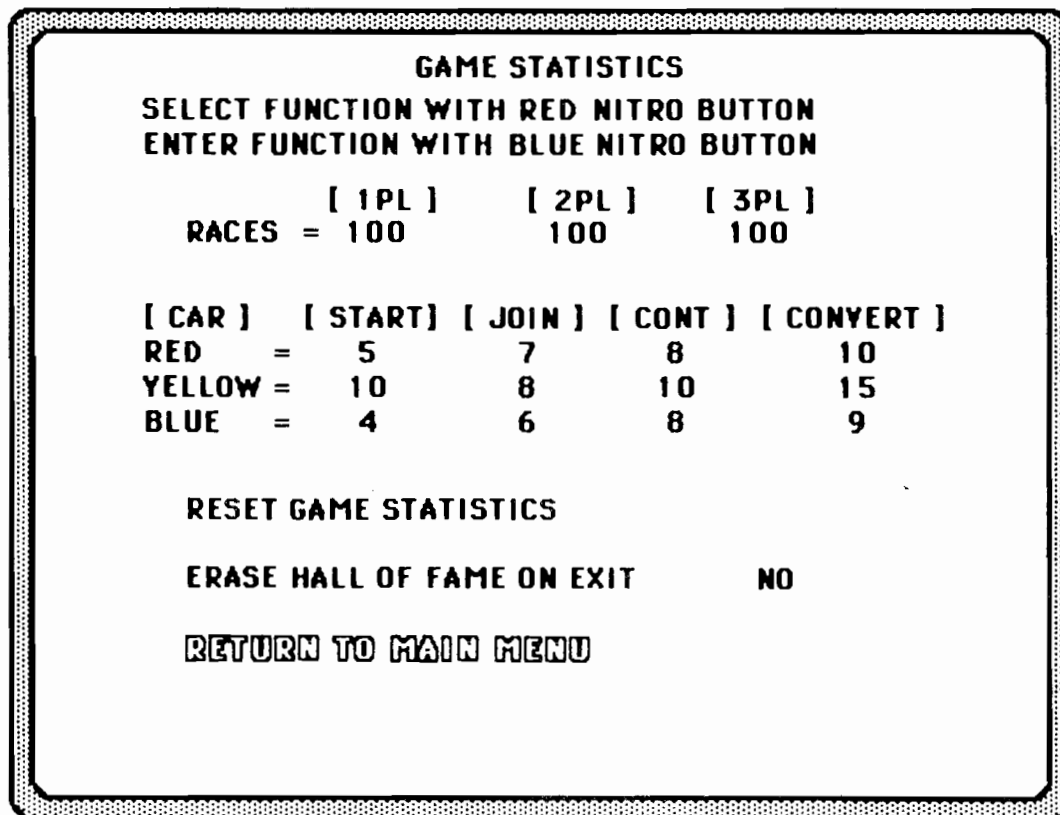 GAME STATISTICS
SELECT FUNCTION WITH RED NITRO BUTTON
ENTER FUNCTION WITH BLUE NITRO BUTTON
[ 1PL ] [ 2PL ] [ 3PL ]
RACES = 100 100 100
[ CAR ] [ START] [ JOIN ] [ CONT ] [ CONVERT ]
RED = 5 7 8 10
YELLOW = 10 8 10 15
BLUE = 4 6 8 9
RESET GAME STATISTICS
ERASE HALL OF FAME ON EXIT NO
RETURN TO MAIN MENU